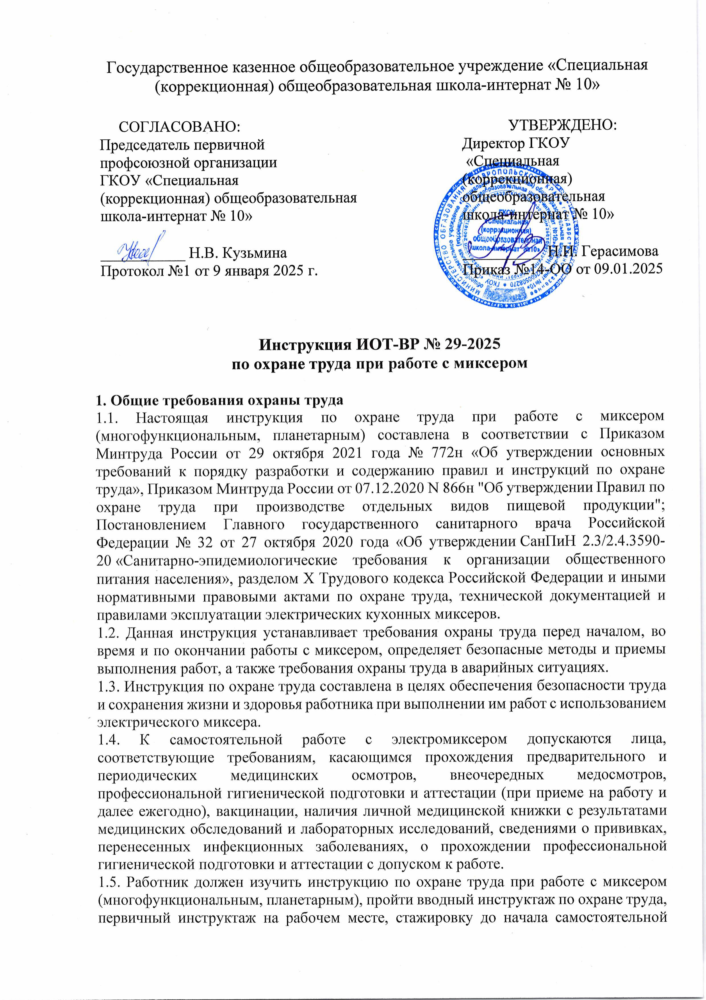 Государственное казенное общеобразовательное учреждение «Специальная
(коррекционная) общеобразовательная школа-интернат № 10»
СОГЛАСОВАНО:
Председатель первичной
профсоюзной организации
ГКОУ «Специальная
(коррекционная) общеобразовательная
школа-интернат № 10»
Н.В. Кузьмина
Протокол №1 от 9 января 2025 г.
УТВЕРЖДЕНО:
Директор ГКОУ
«Специальная
(коррекционная)
общеобразовательная
школа-интернат № 10»
Н.И. Герасимова
Приказ №14-ОО от 09.01.2025
ГКОУ
«Специальная
(коррекционная)
общеобразовательная
школа-интернат №10»
Инструкция ИОТ-ВР № 29-2025
по охране труда при работе с миксером
1. Общие требования охраны труда
1.1. Настоящая инструкция по охране труда при работе с миксером
(многофункциональным, планетарным) составлена в соответствии с Приказом
Минтруда России от 29 октября 2021 года № 772н «Об утверждении основных
требований к порядку разработки и содержанию правил и инструкций по охране
труда», Приказом Минтруда России от 07.12.2020 N 866н "Об утверждении Правил по
охране труда при производстве отдельных видов пищевой продукции";
Постановлением Главного государственного санитарного врача Российской
Федерации № 32 от 27 октября 2020 года «Об утверждении СанПиН 2.3/2.4.3590-
20 «Санитарно-эпидемиологические требования к организации общественного
питания населения», разделом X Трудового кодекса Российской Федерации и иными
нормативными правовыми актами по охране труда, технической документацией и
правилами эксплуатации электрических кухонных миксеров.
1.2. Данная инструкция устанавливает требования охраны труда перед началом, во
время и по окончании работы с миксером, определяет безопасные методы и приемы
выполнения работ, а также требования охраны труда в аварийных ситуациях.
1.3. Инструкция по охране труда составлена в целях обеспечения безопасности труда
и сохранения жизни и здоровья работника при выполнении им работ с использованием
электрического миксера.
1.4. К самостоятельной работе с электромиксером допускаются лица,
соответствующие требованиям, касающимся прохождения предварительного и
периодических медицинских осмотров, внеочередных медосмотров,
профессиональной гигиенической подготовки и аттестации (при приеме на работу и
далее ежегодно), вакцинации, наличия личной медицинской книжки с результатами
медицинских обследований и лабораторных исследований, сведениями о прививках,
перенесенных инфекционных заболеваниях, о прохождении профессиональной
гигиенической подготовки и аттестации с допуском к работе.
1.5. Работник должен изучить инструкцию по охране труда при работе с миксером
(многофункциональным, планетарным), пройти вводный инструктаж по охране труда,
первичный инструктаж на рабочем месте, стажировку до начала самостоятельной